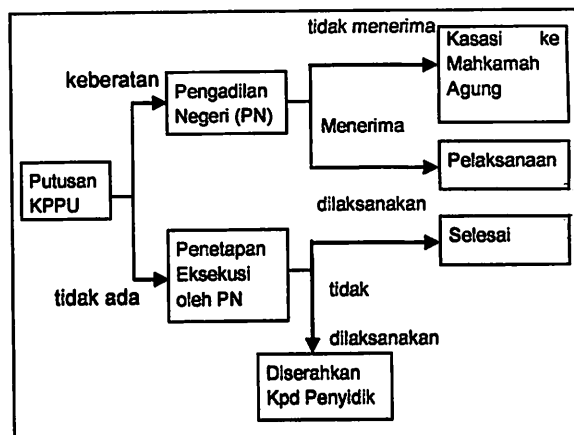 tidak menerima
Kasasi ke
Mahkamah
Agung
keberatan
Pengadilan
Negeri (PN)
Menerima
Pelaksanaan
Putusan
KPPU
dilaksanakan
Selesai
Penetapan
Eksekusi
oleh PN
tidak ada
tidak
dilaksanakan
Diserahkan
Kpd Penyidik